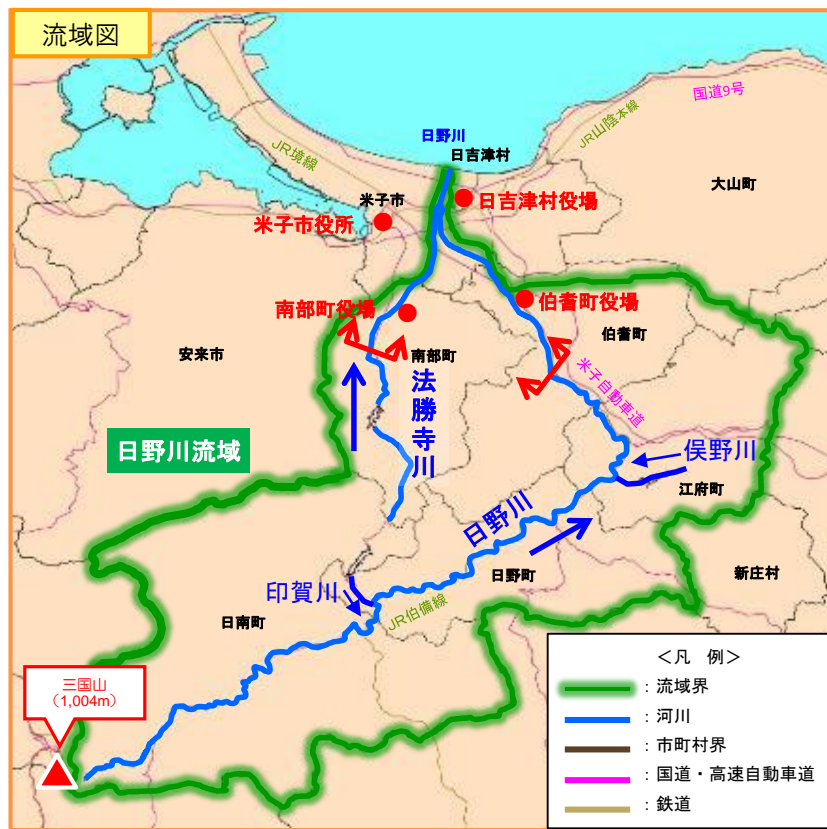 流域図
国道9号
日野川
日吉津村
JR山陰本線
JR境線
大山町
米子市
日吉津村役場
米子市役所
南部町役場
伯耆町役場
伯耆町
安来市
南部町
米子自動車道
法勝寺川
日野川流域
俣野川
江府町
日野川
日野町
新庄村
印賀川
日南町
JR伯備線
三国山
（1,004m）
＜凡　例＞
：流域界
：河川
：市町村界
：国道・高速自動車道
：鉄道